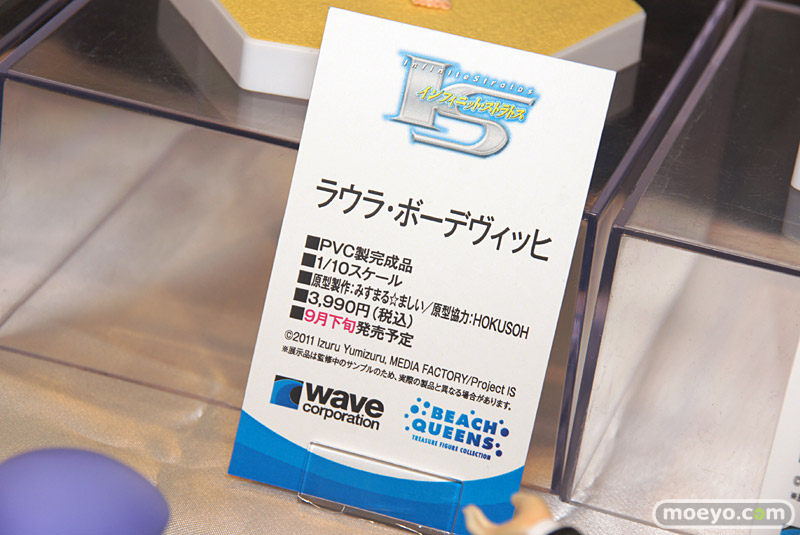 InfiniteStratos
IS
インフィニット・ストラトス
ラウラ・ボーデヴィッヒ
■PVC製完成品
■1/10スケール
■原型製作：みすまる☆ましい／原型協力：HOKUSOH
■3,990円（税込）
■9月下旬発売予定
©2011 Izuru Yumizuru, MEDIA FACTORY/Project IS
※展示品は監修中のサンプルのため、実際の製品と異なる場合があります。
wave
corporation
BEACH
QUEENS
TREASURE FIGURE COLLECTION
moeyo.com